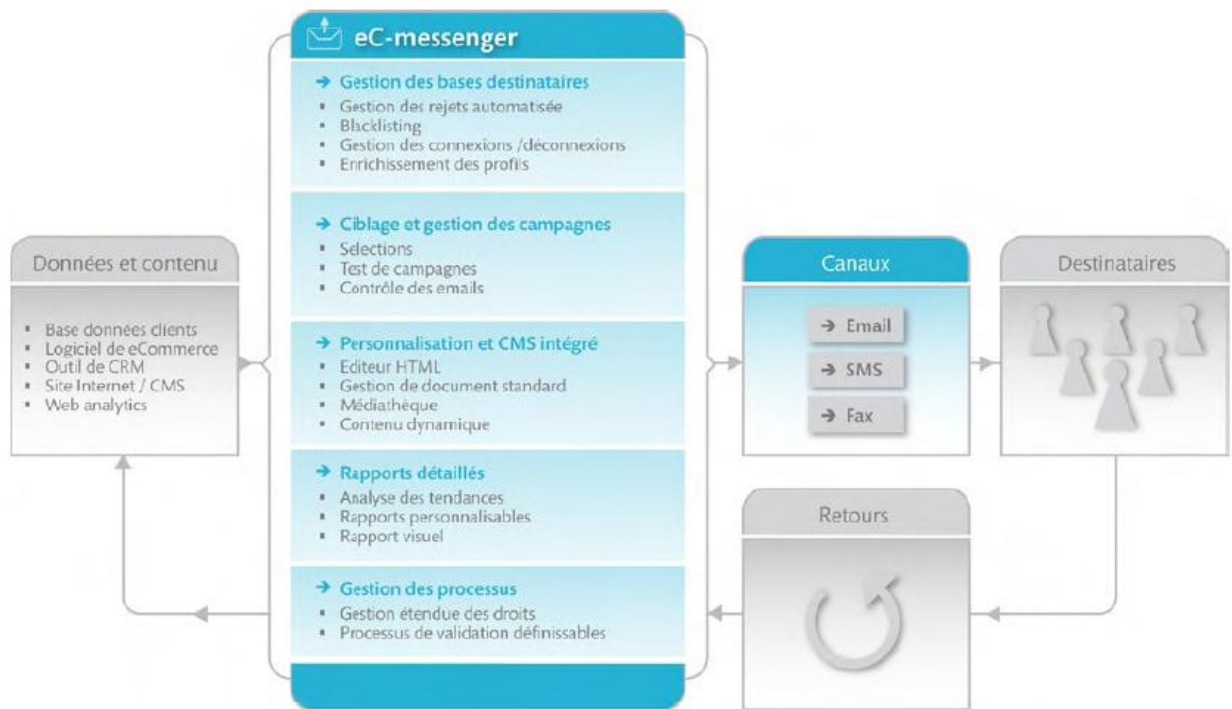 eC-messenger
→ Gestion des bases destinataires
▪ Gestion des rejets automatisée
▪ Blacklisting
▪ Gestion des connexions /déconnexions
▪ Enrichissement des profils
→ Ciblage et gestion des campagnes
▪ Sélections
▪ Test de campagnes
▪ Contrôle des emails
→ Personnalisation et CMS intégré
▪ Editeur HTML
▪ Gestion de document standard
▪ Médiathèque
▪ Contenu dynamique
→ Rapports détaillés
▪ Analyse des tendances
▪ Rapports personnalisables
▪ Rapport visuel
→ Gestion des processus
▪ Gestion étendue des droits
▪ Processus de validation définissables
Données et contenu
▪ Base données clients
▪ Logiciel de eCommerce
▪ Outil de CRM
▪ Site Internet / CMS
▪ Web analytics
Canaux
→ Email
→ SMS
→ Fax
Destinataires
Retours